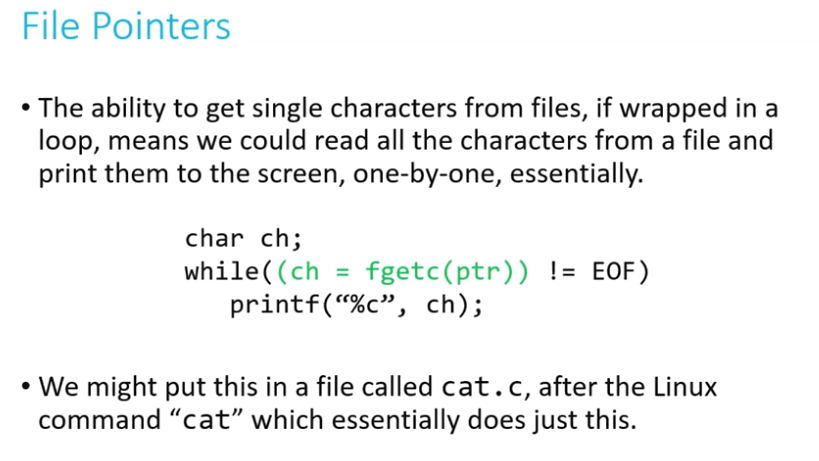 File Pointers
• The ability to get single characters from files, if wrapped in a
loop, means we could read all the characters from a file and
print them to the screen, one-by-one, essentially.
char ch;
while((ch = fgetc(ptr)) != EOF)
printf(“%c”, ch);
• We might put this in a file called cat.c, after the Linux
command “cat” which essentially does just this.